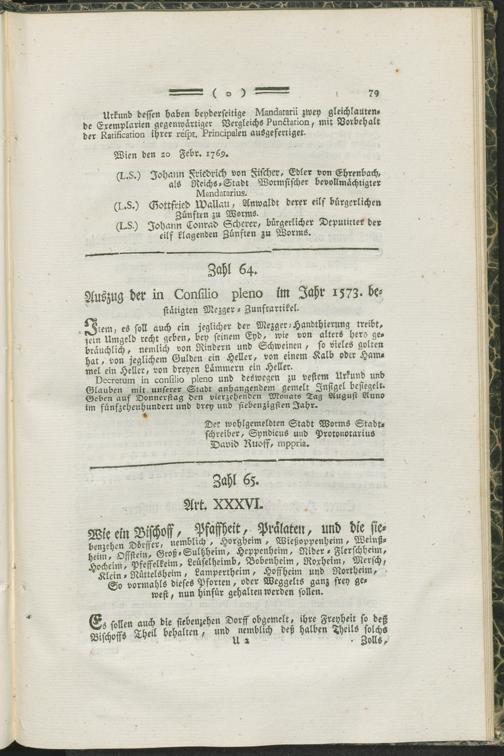 ( o ) 79
Urkund dessen haben beyderseitige Mandatarii zwey gleichlauten-
de Exemplarien gegenwärtiger Vergleichs Punctation, mit Vorbehalt
der Ratification ihrer respt. Principalen ausgefertiget.
Wien den 20 Febr. 1769.
(L.S.) Johann Friedrich von Fischer, Edler von Ehrenbach,
als Reichs-Stadt Wormsischer bevollmächtigter
Mandatarius.
(L.S.) Gottfried Wallau, Anwaldt derer eilf bürgerlichen
Zünften zu Worms.
(L.S.) Johann Conrad Scherer, bürgerlicher Deputirter der
eilf klagenden Zünften zu Worms.
Zahl 64.
Auszug der in Consilio pleno im Jahr 1573. be-
stätigten Mezger-Zunftartikel.
Item, es soll auch ein jeglicher der Mezger-Handthierung treibt,
sein Umgeld recht geben, bey seinem Eyd, wie von alters hero ge-
bräuchlich, nemlich von Rindern und Schweinen, so vieles golten
hat, von jeglichem Gulden ein Heller, von einem Kalb oder Ham-
mel ein Heller, von dreyen Lämmern ein Heller.
Decretum in consilio pleno und deswegen zu vestem Urkund und
Glauben mit unserer Stadt anhangendem gemelt Insigel besiegelt.
Geben auf Donnerstag den vierzehenden Monats Tag August Anno
im fünfzehenhundert und drey und siebenzigsten Jahr.
Der wohlgemeldten Stadt Worms Stadt-
schreiber, Syndicus und Protonotarius
David Ruoff, mppria.
Zahl 65.
Art. XXXVI.
Wie ein Bischoff, Pfaffheit, Prälaten, und die sie-
benzehen Dörffer, nemblich, Horgheim, Wießoppenheim, Weinß-
heim, Offstein, Groß-Sultzheim, Heppenheim, Nider-Flerschheim,
Hocheim, Pfeffelkeim, Leüselheimb, Bobenheim, Roxheim, Mersch,
Klein-Rüttelsheim, Lampertheim, Hoffheim und Northeim,
So vormahls dieses Pforten, oder Weggelts ganz frey ge-
west, nun hinfür gehalten werden sollen.
Es sollen auch die siebenzehen Dorff obgemelt, ihre Freyheit so deß
Bischoffs Theil behalten, und nemblich deß halben Theils solchs
U 2 Zolls,